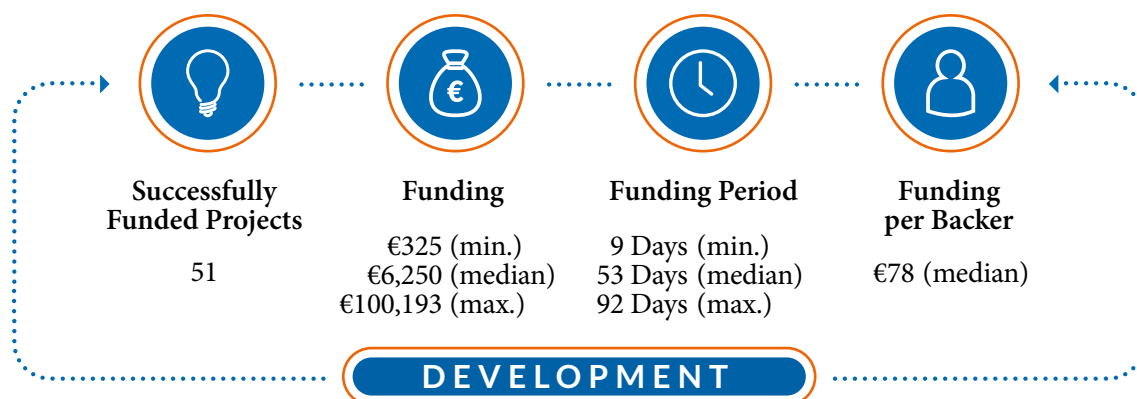 €
Successfully
Funded Projects
51
Funding
€325 (min.)
€6,250 (median)
€100,193 (max.)
Funding Period
9 Days (min.)
53 Days (median)
92 Days (max.)
Funding
per Backer
€78 (median)
DEVELOPMENT